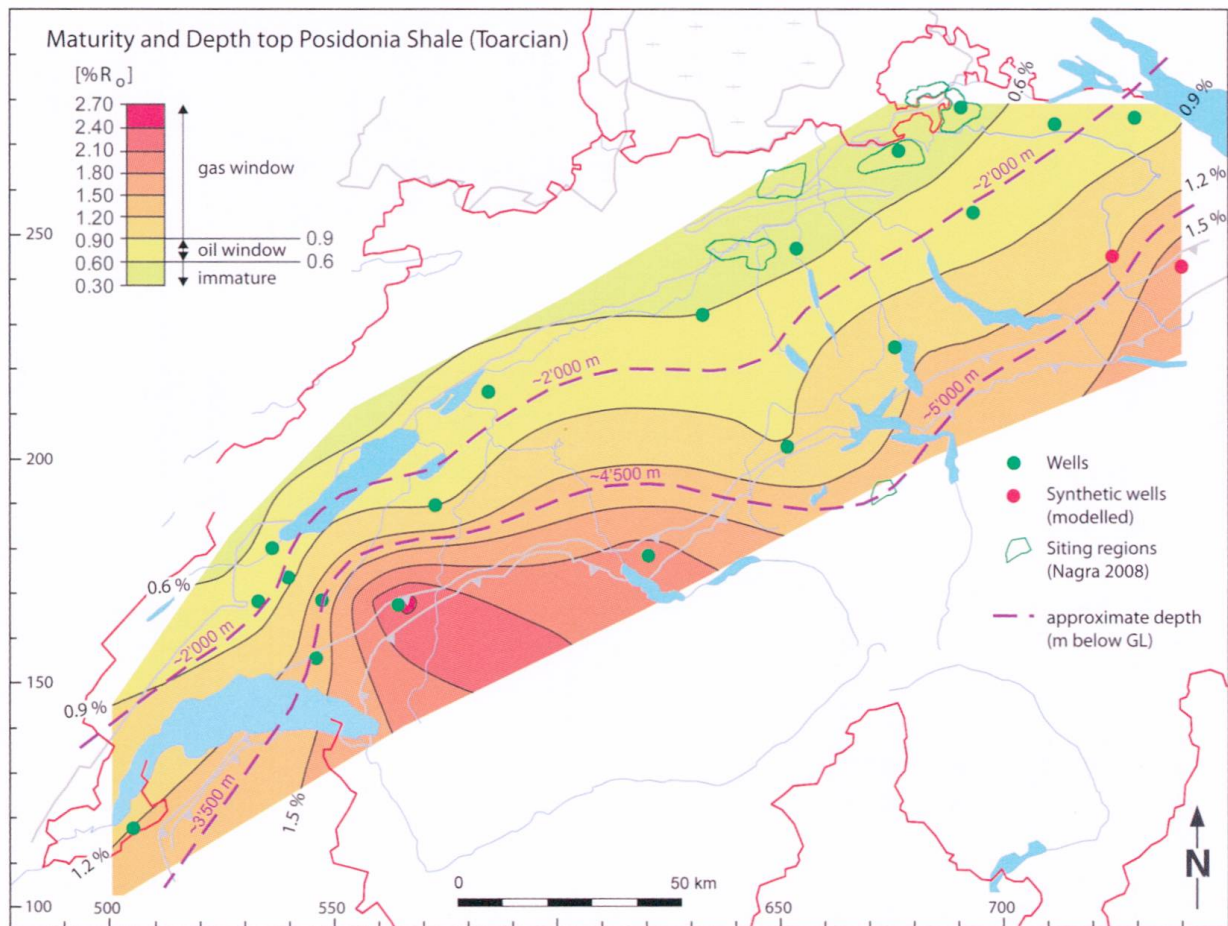 Maturity and Depth top Posidonia Shale (Toarcian)
[%Ro]
2.70
2.40
2.10
1.80
1.50
1.20
0.90
0.60
0.30
gas window
oil window
immature
0.9
0.6
0.6 %
0.9 %
1.2 %
1.5 %
~2'000 m
~2'000 m
~5'000 m
~4'500 m
~2'000 m
~3'500 m
0.6 %
0.9 %
1.2 %
1.5 %
Wells
Synthetic wells
(modelled)
Siting regions
(Nagra 2008)
approximate depth
(m below GL)
0 50 km
N
250
200
150
100
500 550 650 700